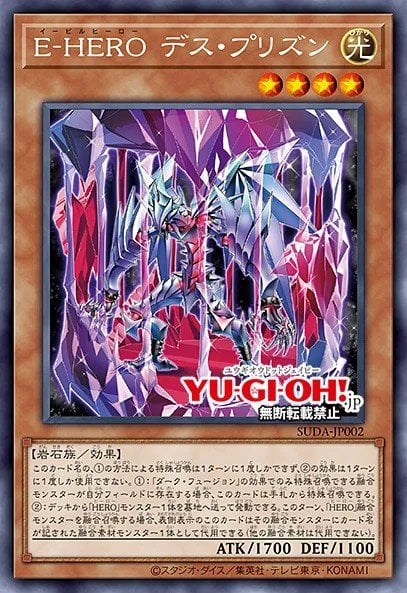 イービルヒーロー
E-HERO デス・プリズン
ひかり
光
ユウギオウドットジェイピー
YU-GI-OH!.jp
無断転載禁止
SUDA-JP002
【岩石族/効果】
このカード名の、①の方法による特殊召喚は1ターンに1度しかできず、②の効果は1ターン
に1度しか使用できない。①:「ダーク・フュージョン」の効果でのみ特殊召喚できる融合
モンスターが自分フィールドに存在する場合、このカードは手札から特殊召喚できる。
②:デッキから「HERO」モンスター1体を墓地へ送って発動できる。このターン、「HERO」融合
モンスターを融合召喚する場合、表側表示のこのカードはその融合モンスターにカード名
が記された融合素材モンスター1体として代用できる(他の融合素材は代用できない)。
ATK/1700 DEF/1100
©スタジオ・ダイス/集英社・テレビ東京・KONAMI